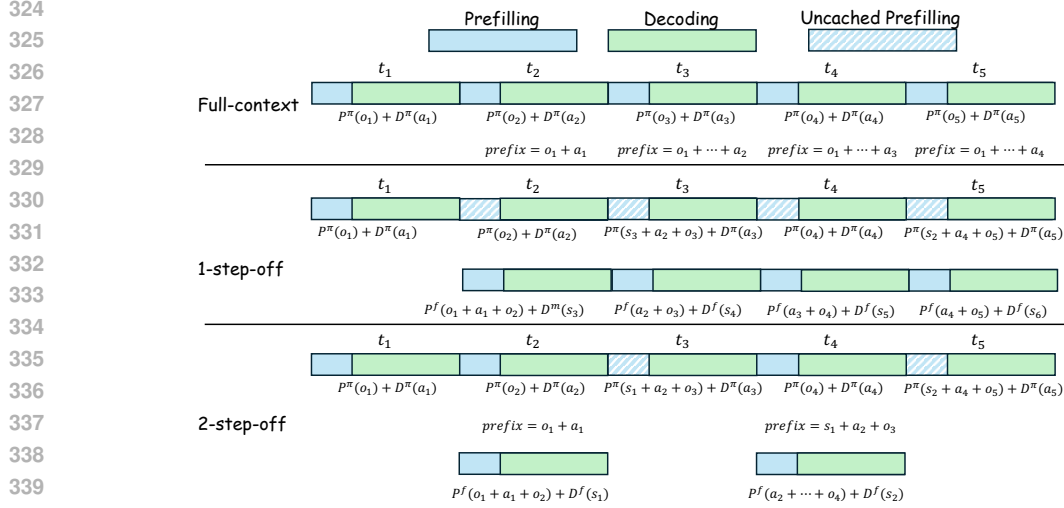 324
325
326
327
328
329
330
331
332
333
334
335
336
337
338
339
Prefilling Decoding Uncached Prefilling
t₁ t₂ t₃ t₄ t₅
Full-context
P^π(o₁) + D^π(a₁) P^π(o₂) + D^π(a₂) P^π(o₃) + D^π(a₃) P^π(o₄) + D^π(a₄) P^π(o₅) + D^π(a₅)
prefix = o₁ + a₁ prefix = o₁ + ⋯ + a₂ prefix = o₁ + ⋯ + a₃ prefix = o₁ + ⋯ + a₄
t₁ t₂ t₃ t₄ t₅
P^π(o₁) + D^π(a₁) P^π(o₂) + D^π(a₂) P^π(s₃ + a₂ + o₃) + D^π(a₃) P^π(o₄) + D^π(a₄) P^π(s₂ + a₄ + o₅) + D^π(a₅)
1-step-off
P^f(o₁ + a₁ + o₂) + D^m(s₃) P^f(a₂ + o₃) + D^f(s₄) P^f(a₃ + o₄) + D^f(s₅) P^f(a₄ + o₅) + D^f(s₆)
t₁ t₂ t₃ t₄ t₅
P^π(o₁) + D^π(a₁) P^π(o₂) + D^π(a₂) P^π(s₁ + a₂ + o₃) + D^π(a₃) P^π(o₄) + D^π(a₄) P^π(s₂ + a₄ + o₅) + D^π(a₅)
2-step-off
prefix = o₁ + a₁ prefix = s₁ + a₂ + o₃
P^f(o₁ + a₁ + o₂) + D^f(s₁) P^f(a₂ + ⋯ + o₄) + D^f(s₂)